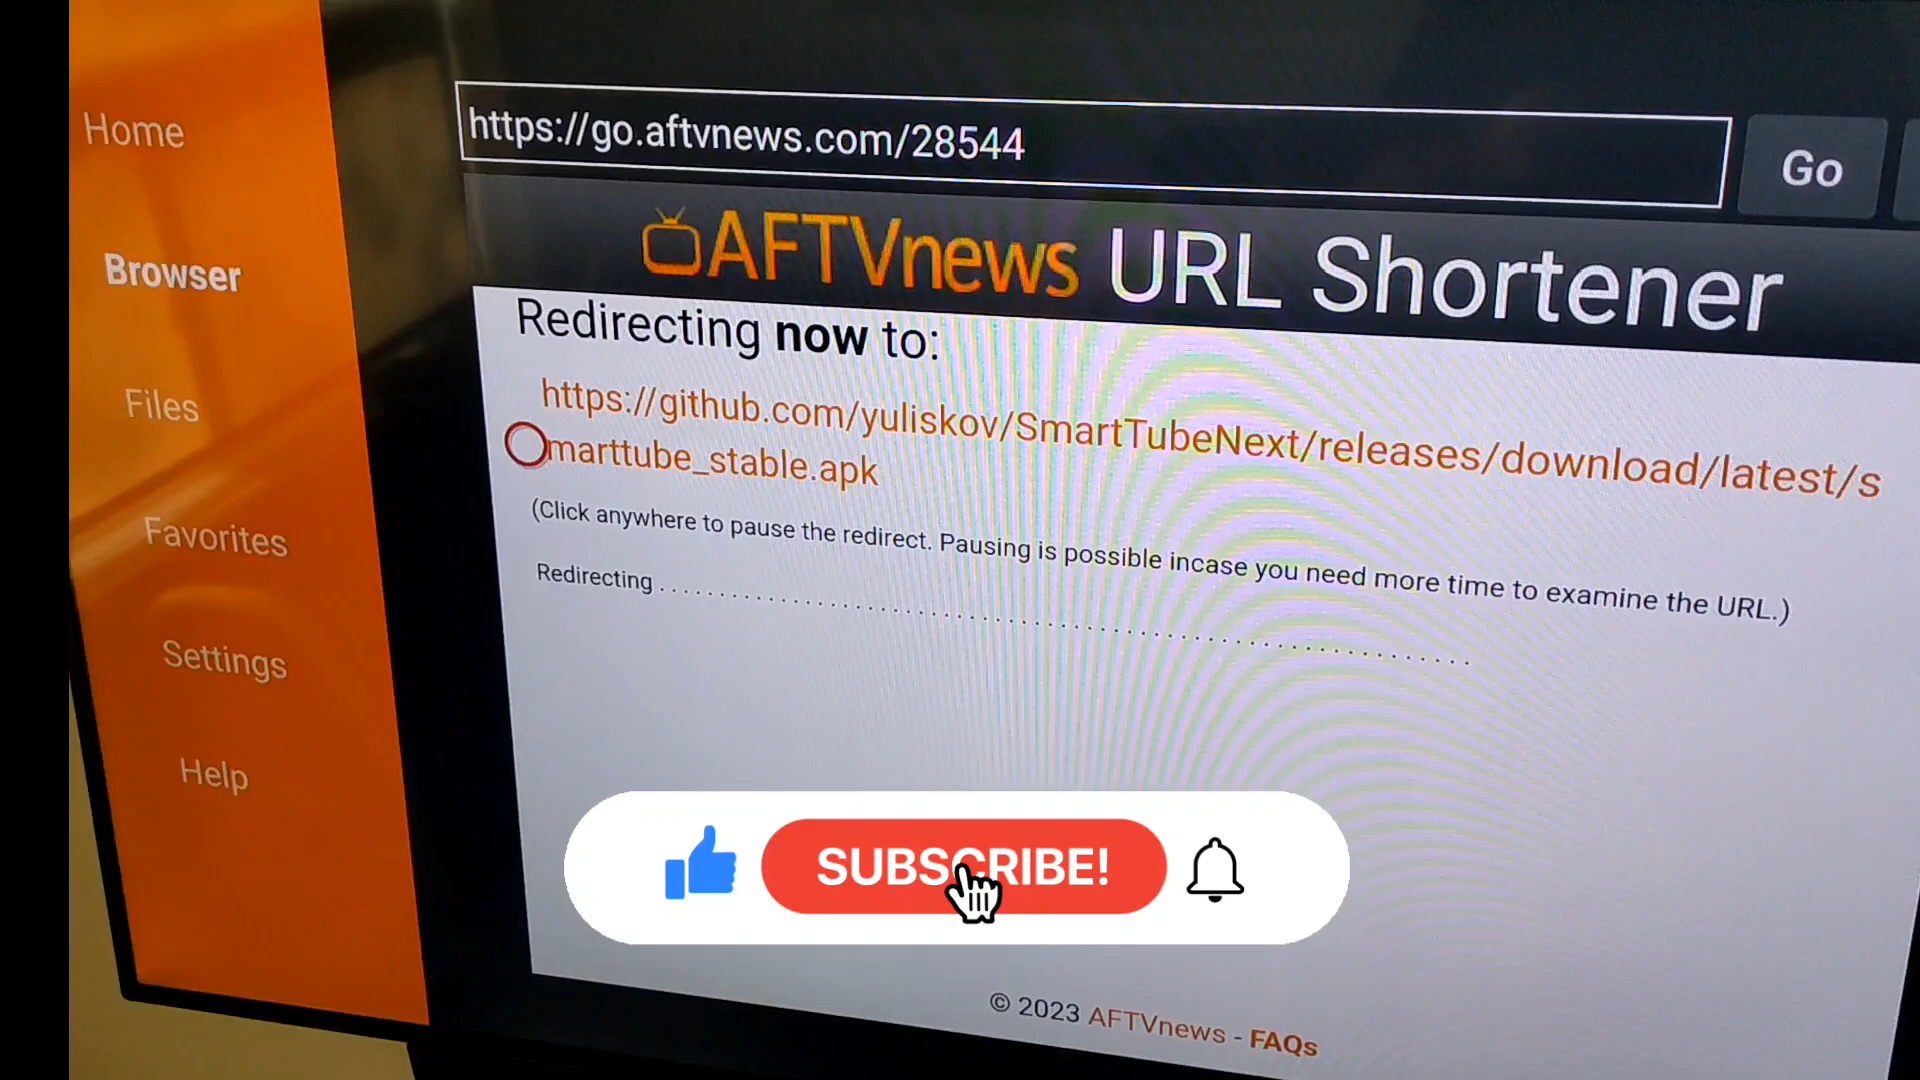 Home
Browser
Files
Favorites
Settings
Help
https://go.aftvnews.com/28544
Go
AFTVnews URL Shortener
Redirecting now to:
https://github.com/yuliskov/SmartTubeNext/releases/download/latest/s
marttube_stable.apk
(Click anywhere to pause the redirect. Pausing is possible incase you need more time to examine the URL.)
Redirecting . . . . . . . . . . . . . . . . . . . . . . . . . . . . . . . . . . . . . . . . . . . . . . . . . . . . . . . . . . . . . . . . . . . .
SUBSCRIBE!
© 2023 AFTVnews - FAQs